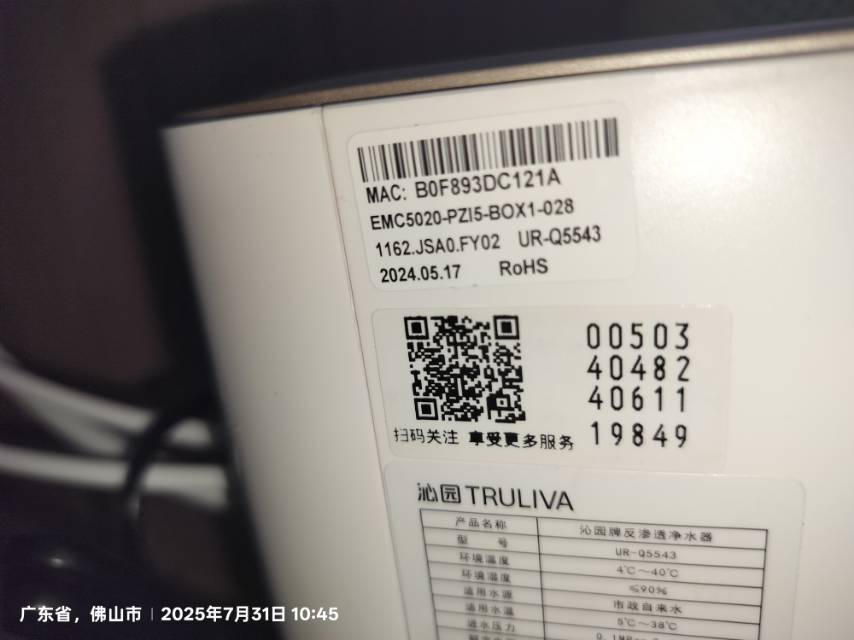 MAC: B0F893DC121A
EMC5020-PZI5-BOX1-028
1162.JSA0.FY02 UR-Q5543
2024.05.17 RoHS
00503
40482
40611
19849
扫码关注 享受更多服务
沁园 TRULIVA
产品名称 沁园牌反渗透净水器
型号 UR-Q5543
环境温度 4℃~40℃
环境湿度 ≤90%
适用水源 市政自来水
适用水温 5℃~38℃
进水压力 0.1MPa
广东省，佛山市 | 2025年7月31日 10:45